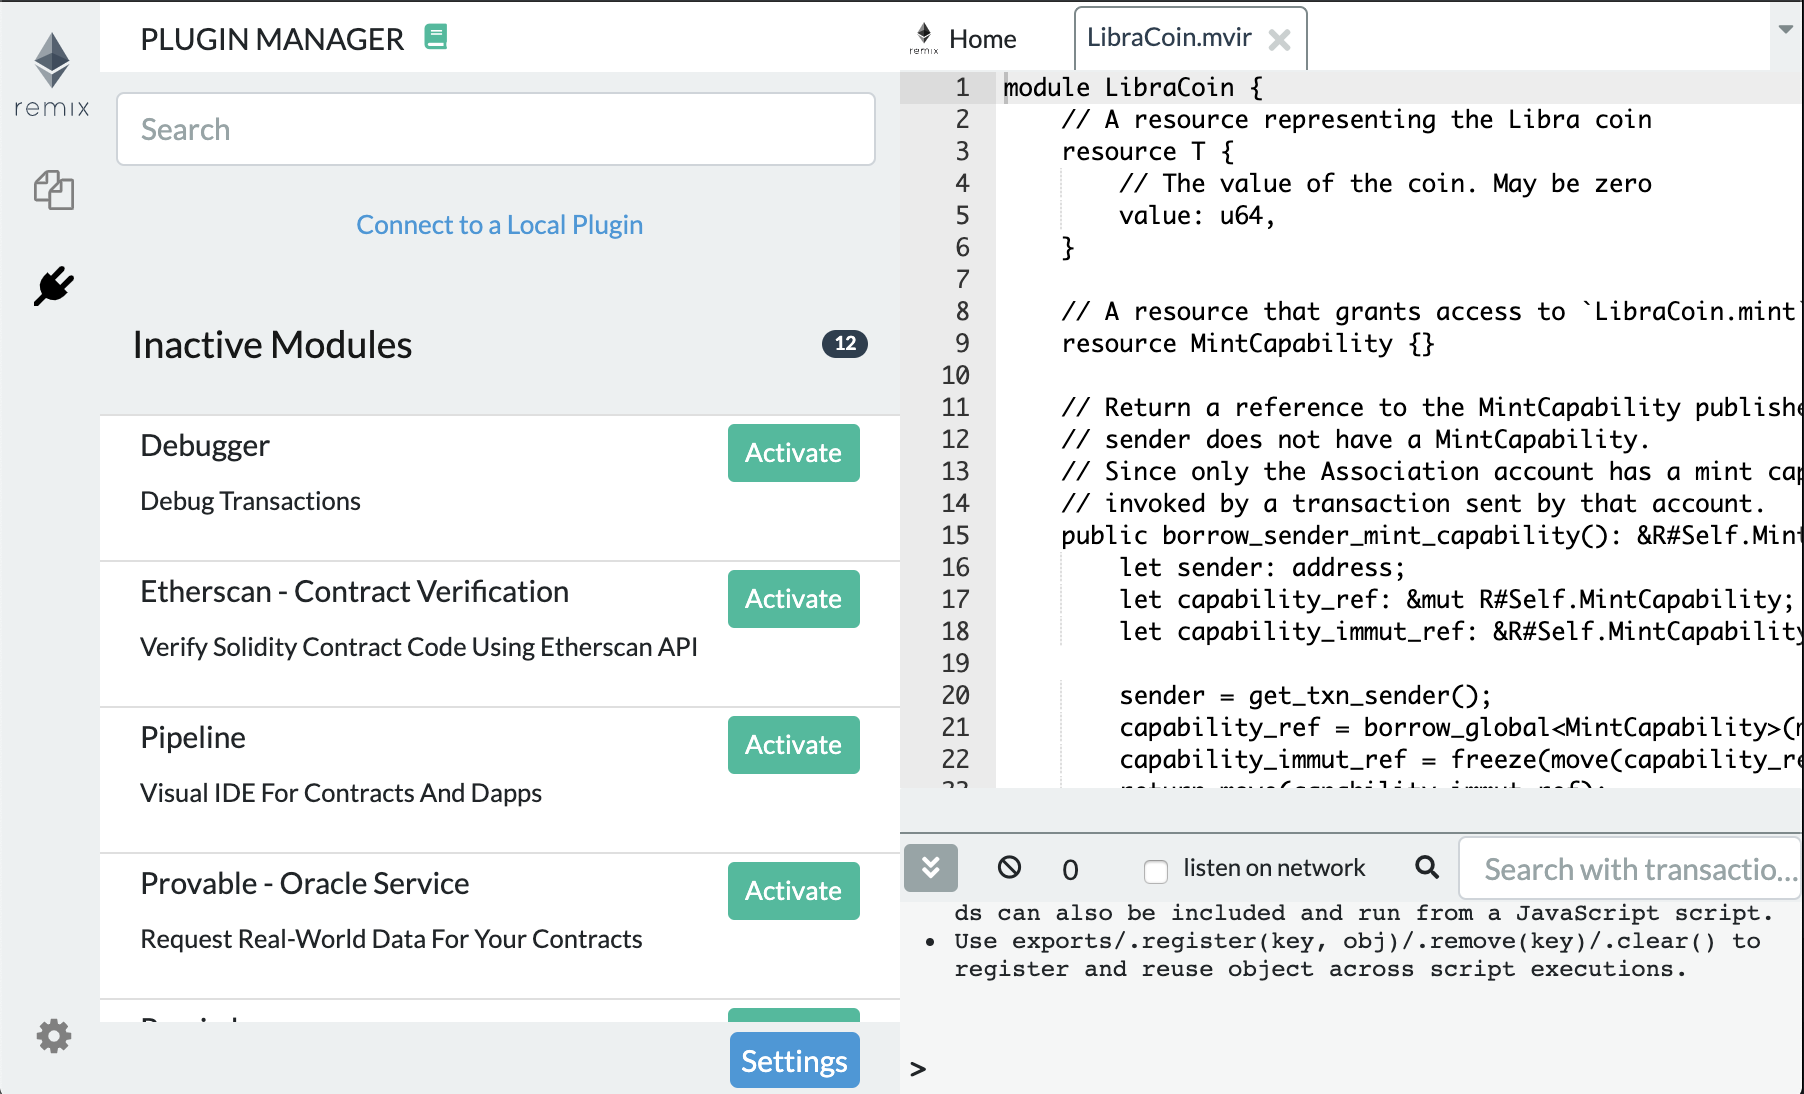 remix
PLUGIN MANAGER
Search
Connect to a Local Plugin
Inactive Modules
12
Debugger
Activate
Debug Transactions
Etherscan - Contract Verification
Activate
Verify Solidity Contract Code Using Etherscan API
Pipeline
Activate
Visual IDE For Contracts And Dapps
Provable - Oracle Service
Activate
Request Real-World Data For Your Contracts
Settings
remix
Home
LibraCoin.mvir
1 module LibraCoin {
2 // A resource representing the Libra coin
3 resource T {
4 // The value of the coin. May be zero
5 value: u64,
6 }
7
8 // A resource that grants access to `LibraCoin.mint`
9 resource MintCapability {}
10
11 // Return a reference to the MintCapability publishe
12 // sender does not have a MintCapability.
13 // Since only the Association account has a mint cap
14 // invoked by a transaction sent by that account.
15 public borrow_sender_mint_capability(): &R#Self.Mint
16 let sender: address;
17 let capability_ref: &mut R#Self.MintCapability;
18 let capability_immut_ref: &R#Self.MintCapability
19
20 sender = get_txn_sender();
21 capability_ref = borrow_global<MintCapability>(
22 capability_immut_ref = freeze(move(capability_re
23 return move(capability_immut_ref);
0
listen on network
Search with transactio...
ds can also be included and run from a JavaScript script.
• Use exports/.register(key, obj)/.remove(key)/.clear() to
register and reuse object across script executions.
>